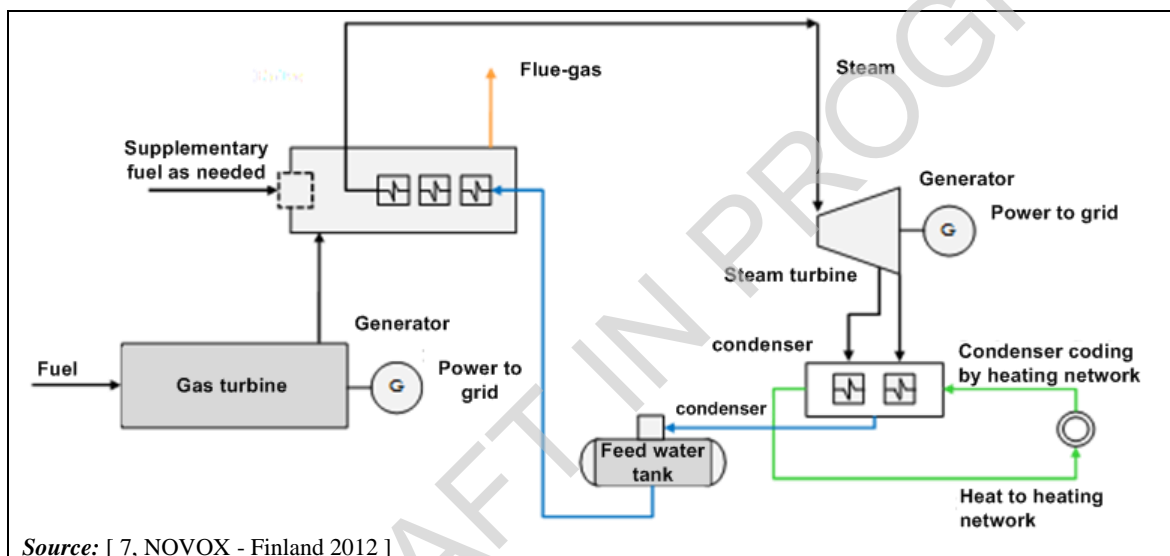 Steam
Flue-gas
Supplementary
fuel as needed
Generator
Power to grid
G
Steam turbine
Generator
Fuel
Gas turbine
G
Power to
grid
condenser
Condenser coding
by heating network
condenser
Feed water
tank
Heat to heating
network
Source: [ 7, NOVOX - Finland 2012 ]
DRAFT IN PROGRESS